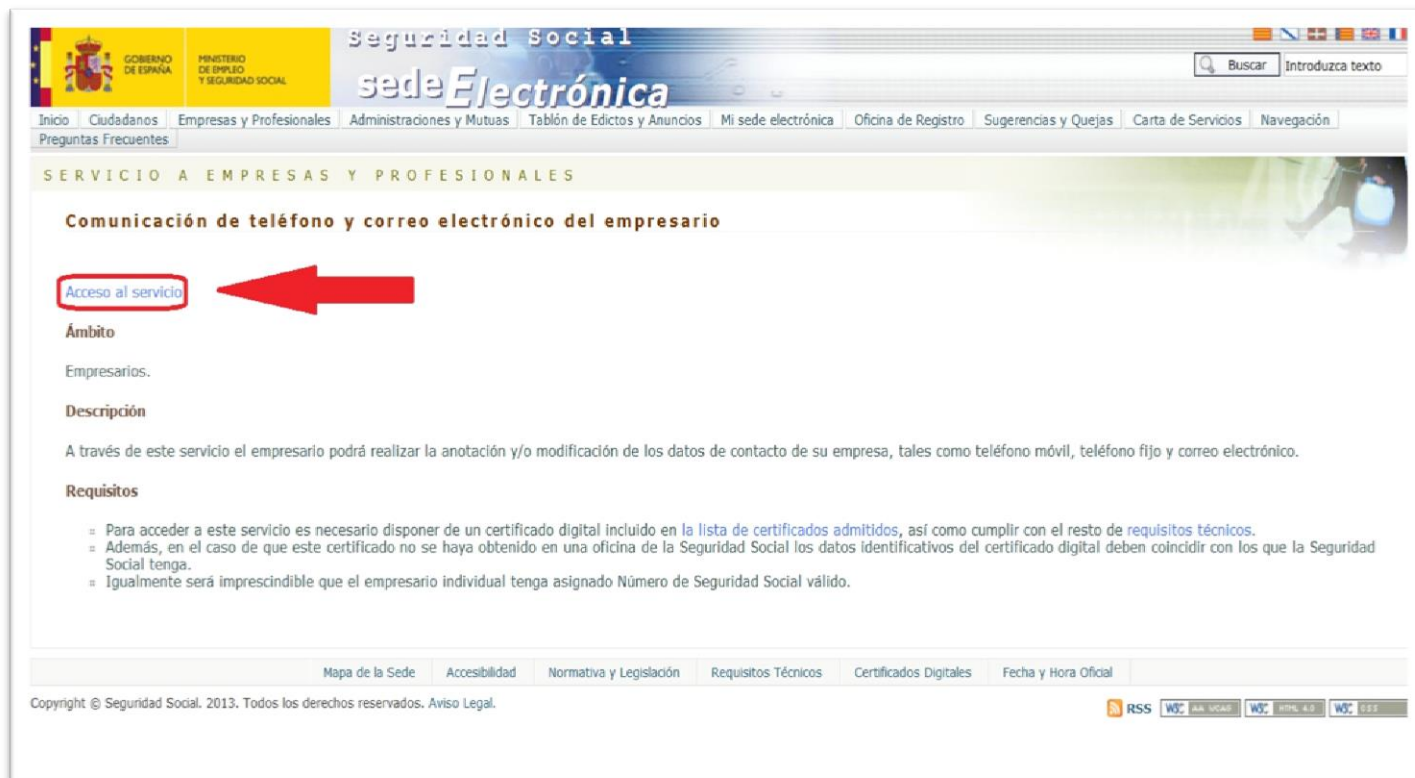 Seguridad Social
GOBIERNO
DE ESPAÑA
MINISTERIO
DE EMPLEO
Y SEGURIDAD SOCIAL
sedeElectrónica
Buscar
Introduzca texto
Inicio Ciudadanos Empresas y Profesionales Administraciones y Mutuas Tablón de Edictos y Anuncios Mi sede electrónica Oficina de Registro Sugerencias y Quejas Carta de Servicios Navegación
Preguntas Frecuentes
SERVICIO A EMPRESAS Y PROFESIONALES
Comunicación de teléfono y correo electrónico del empresario
Acceso al servicio
Ámbito
Empresarios.
Descripción
A través de este servicio el empresario podrá realizar la anotación y/o modificación de los datos de contacto de su empresa, tales como teléfono móvil, teléfono fijo y correo electrónico.
Requisitos
Para acceder a este servicio es necesario disponer de un certificado digital incluido en la lista de certificados admitidos, así como cumplir con el resto de requisitos técnicos.
Además, en el caso de que este certificado no se haya obtenido en una oficina de la Seguridad Social los datos identificativos del certificado digital deben coincidir con los que la Seguridad
Social tenga.
Igualmente será imprescindible que el empresario individual tenga asignado Número de Seguridad Social válido.
Mapa de la Sede Accesibilidad Normativa y Legislación Requisitos Técnicos Certificados Digitales Fecha y Hora Oficial
Copyright © Seguridad Social. 2013. Todos los derechos reservados. Aviso Legal.
RSS W3C AA WCAG W3C HTML 4.0 W3C CSS